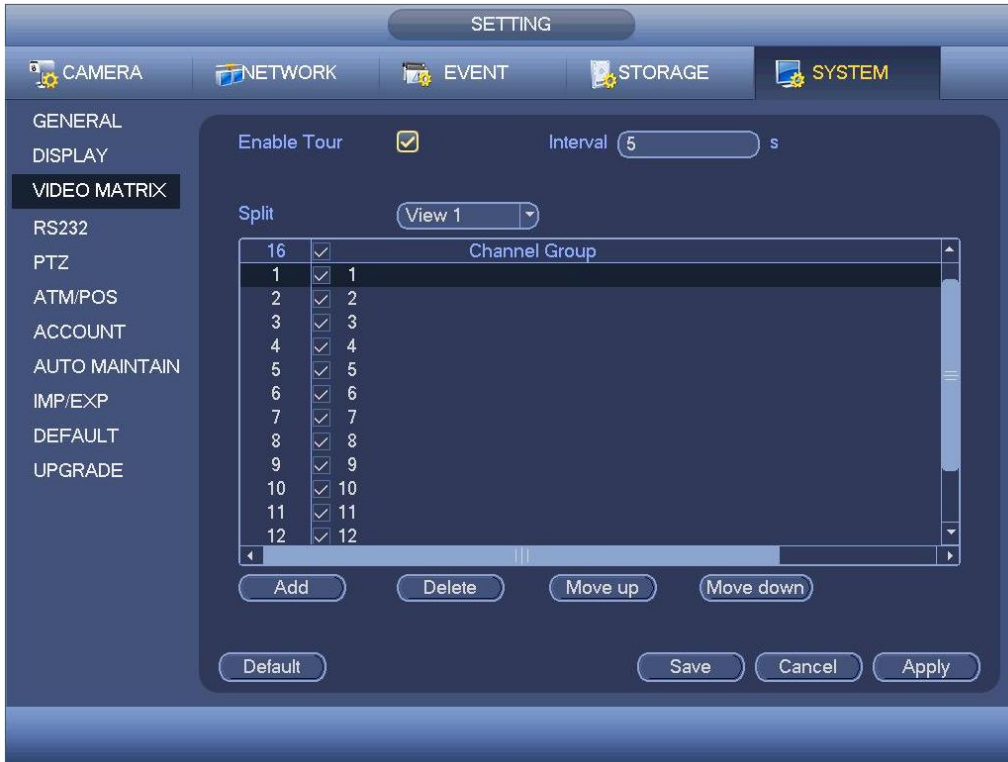 SETTING
CAMERA NETWORK EVENT STORAGE SYSTEM
GENERAL
DISPLAY
VIDEO MATRIX
RS232
PTZ
ATM/POS
ACCOUNT
AUTO MAINTAIN
IMP/EXP
DEFAULT
UPGRADE
Enable Tour Interval 5 s
Split View 1
16 Channel Group
1 1
2 2
3 3
4 4
5 5
6 6
7 7
8 8
9 9
10 10
11 11
12 12
Add Delete Move up Move down
Default Save Cancel Apply